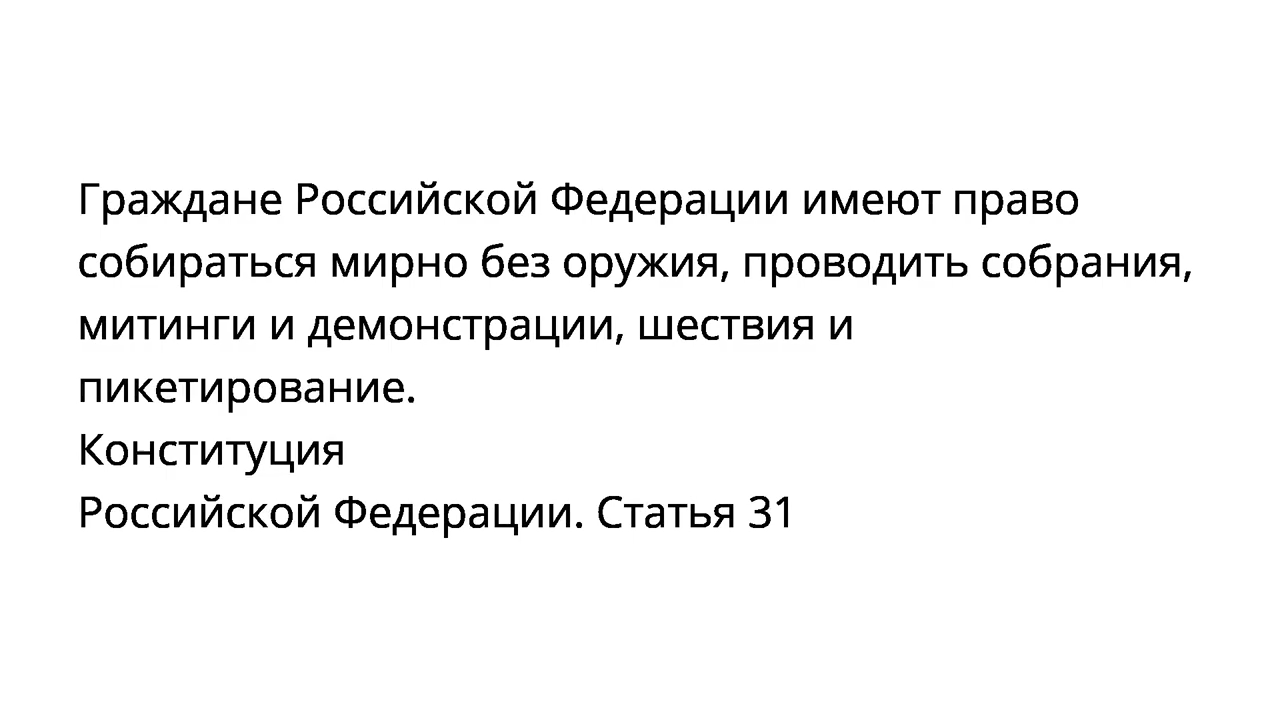 Граждане Российской Федерации имеют право
собираться мирно без оружия, проводить собрания,
митинги и демонстрации, шествия и
пикетирование.
Конституция
Российской Федерации. Статья 31